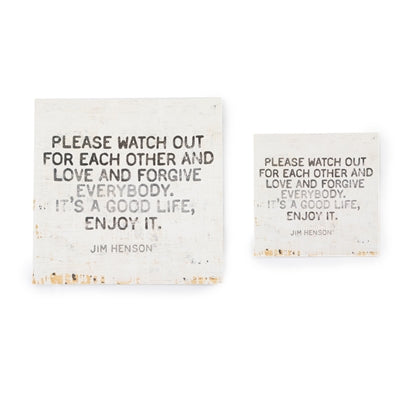 PLEASE WATCH OUT
FOR EACH OTHER AND
LOVE AND FORGIVE
EVERYBODY.
IT'S A GOOD LIFE,
ENJOY IT.
JIM HENSON
PLEASE WATCH OUT
FOR EACH OTHER AND
LOVE AND FORGIVE
EVERYBODY.
IT'S A GOOD LIFE,
ENJOY IT.
JIM HENSON